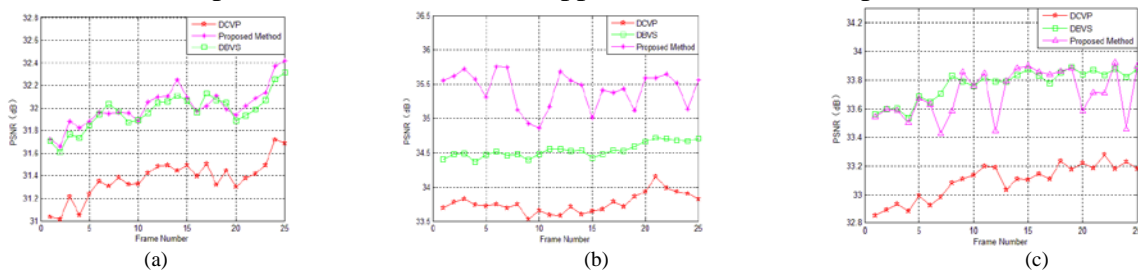 32.8
32.6
32.4
32.2
32
31.8
31.6
31.4
31.2
31
PSNR (dB)
0 5 10 15 20 25
Frame Number
DCVP
Proposed Method
DBVS
(a)
36.5
36
35.5
35
34.5
34
33.5
PSNR (dB)
0 5 10 15 20 25
Frame Number
DCVP
DBVS
Proposed Method
(b)
34.2
34
33.8
33.6
33.4
33.2
33
32.8
PSNR (dB)
0 5 10 15 20 25
Frame Number
DCVP
DBVS
Proposed Method
(c)